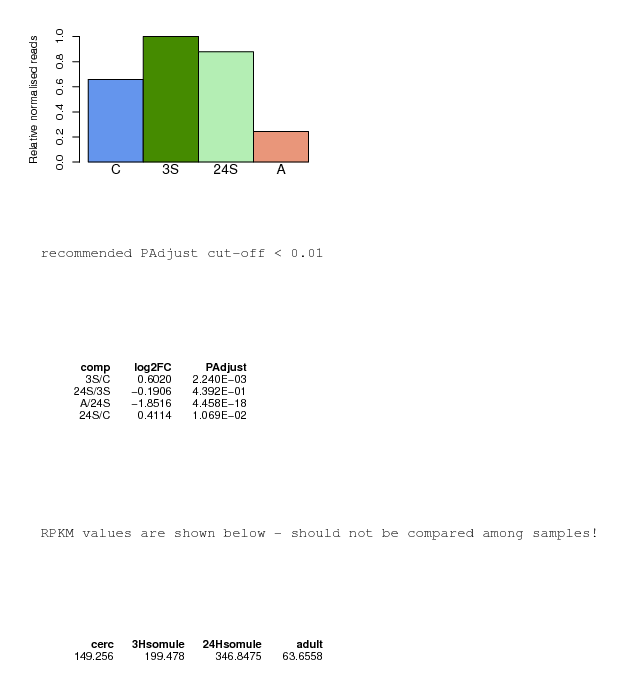 Relative normalised reads
1.0
0.8
0.6
0.4
0.2
0.0
C 3S 24S A
recommended PAdjust cut-off < 0.01
comp log2FC PAdjust
3S/C 0.6020 2.240E−03
24S/3S −0.1906 4.392E−01
A/24S −1.8516 4.458E−18
24S/C 0.4114 1.069E−02
RPKM values are shown below - should not be compared among samples!
cerc 3Hsomule 24Hsomule adult
149.256 199.478 346.8475 63.6558